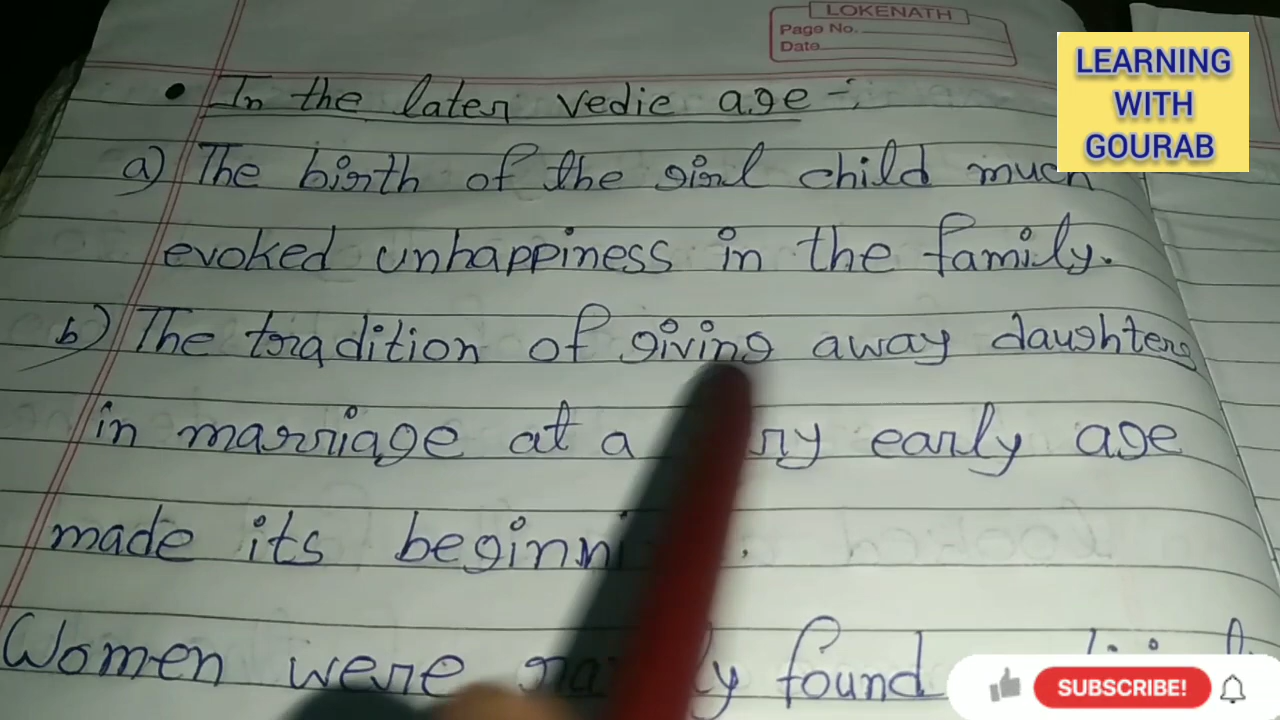 LOKENATH
Page No.
Date
LEARNING
WITH
GOURAB
• In the later vedic age -:
a) The birth of the girl child much
evoked unhappiness in the family.
b) The tradition of giving away daughters
in marriage at a early age
made its
Women were found
SUBSCRIBE!